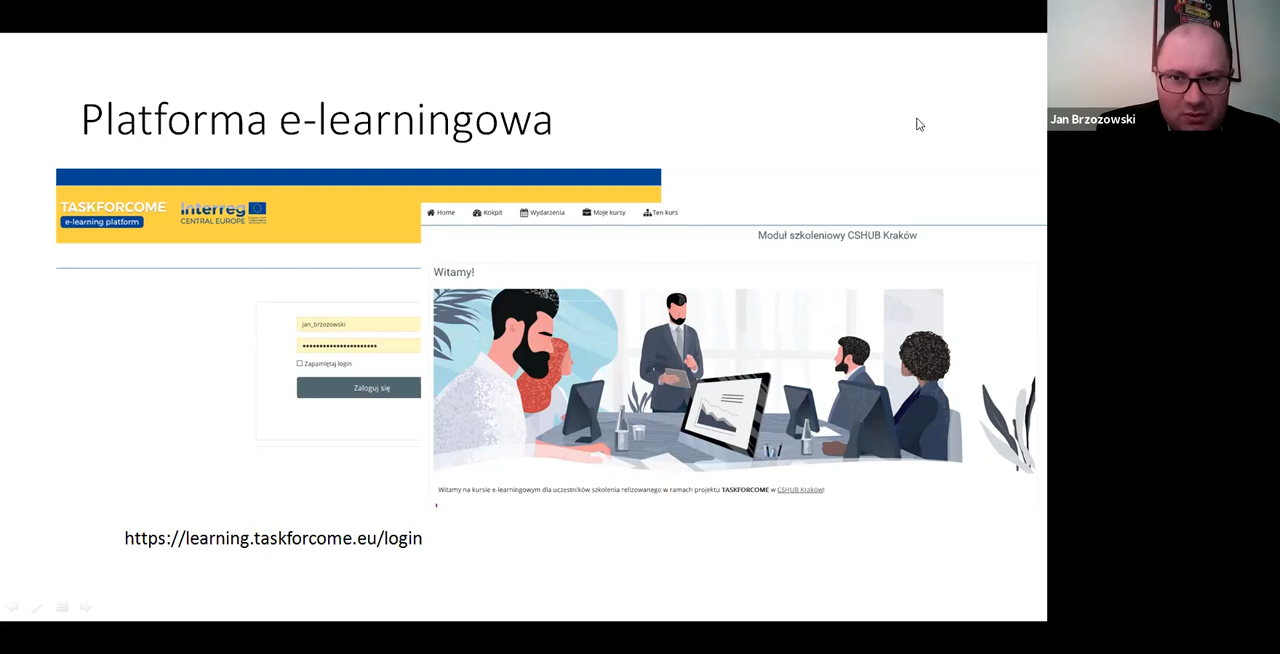 Platforma e-learningowa
Jan Brzozowski
TASKFORCOME
e-learning platform
Interreg
CENTRAL EUROPE
Home
Kokpit
Wydarzenia
Moje kursy
Ten kurs
Moduł szkoleniowy CSHUB Kraków
Witamy!
jan_brzozowski
Zapamiętaj login
Zaloguj się
Witamy na kursie e-learningowym dla uczestników szkolenia relizowanego w ramach projektu TASKFORCOME w CSHUB Kraków!
https://learning.taskforcome.eu/login